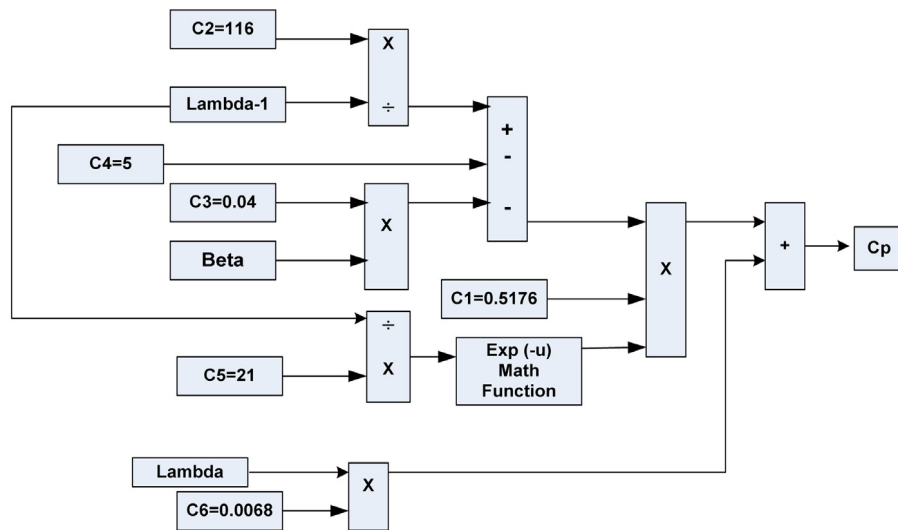 C2=116
X
÷
Lambda-1
+
-
-
C4=5
C3=0.04
X
Beta
X
+
Cp
C1=0.5176
÷
X
Exp (-u)
Math
Function
C5=21
Lambda
X
C6=0.0068